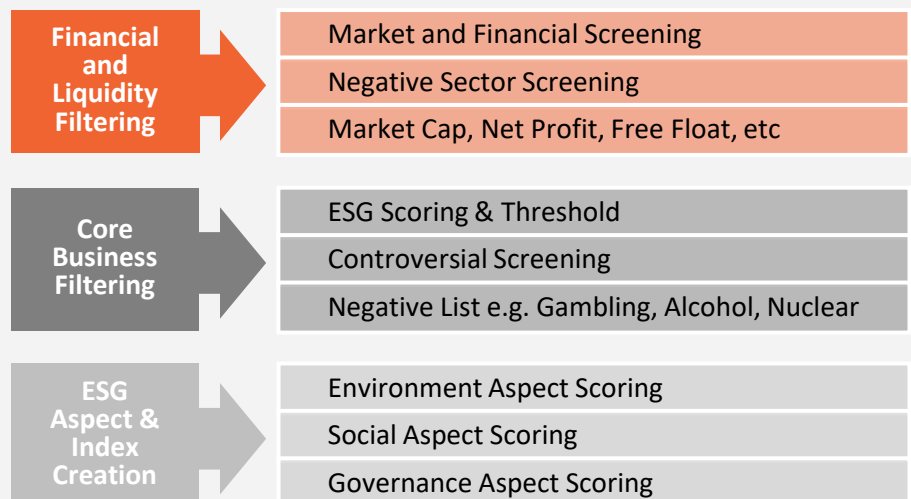 Financial
and
Liquidity
Filtering
Market and Financial Screening
Negative Sector Screening
Market Cap, Net Profit, Free Float, etc
Core
Business
Filtering
ESG Scoring & Threshold
Controversial Screening
Negative List e.g. Gambling, Alcohol, Nuclear
ESG
Aspect &
Index
Creation
Environment Aspect Scoring
Social Aspect Scoring
Governance Aspect Scoring